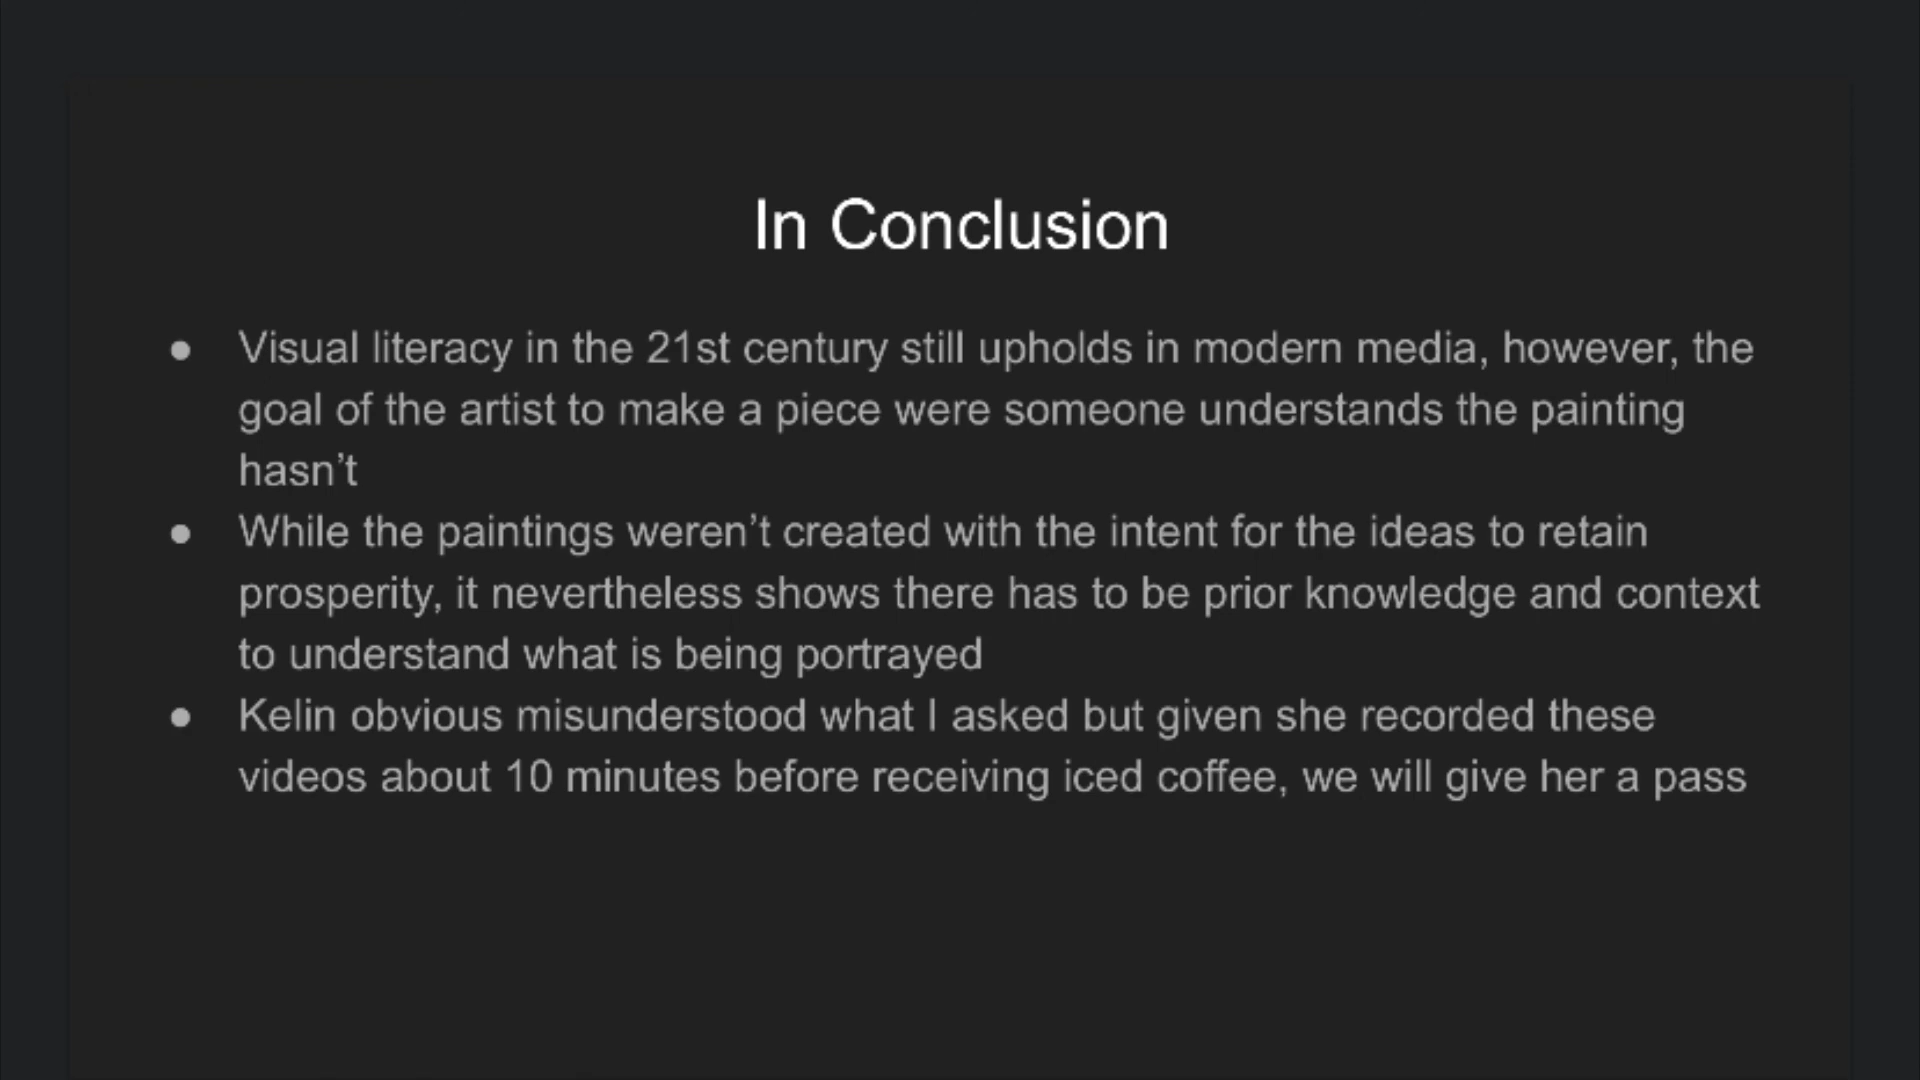 In Conclusion
● Visual literacy in the 21st century still upholds in modern media, however, the
goal of the artist to make a piece were someone understands the painting
hasn’t
● While the paintings weren’t created with the intent for the ideas to retain
prosperity, it nevertheless shows there has to be prior knowledge and context
to understand what is being portrayed
● Kelin obvious misunderstood what I asked but given she recorded these
videos about 10 minutes before receiving iced coffee, we will give her a pass